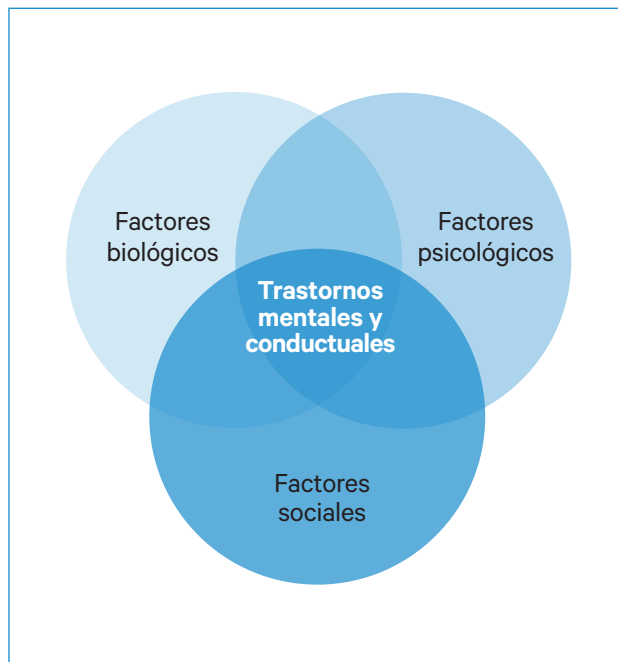 Factores
biológicos
Factores
psicológicos
Trastornos
mentales y
conductuales
Factores
sociales